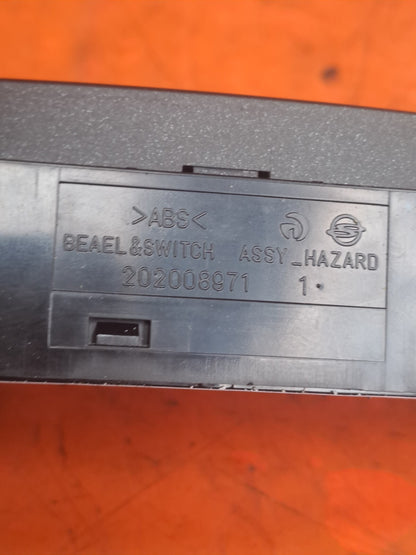 >ABS<
BEAEL&SWITCH ASSY_HAZARD
202008971 1